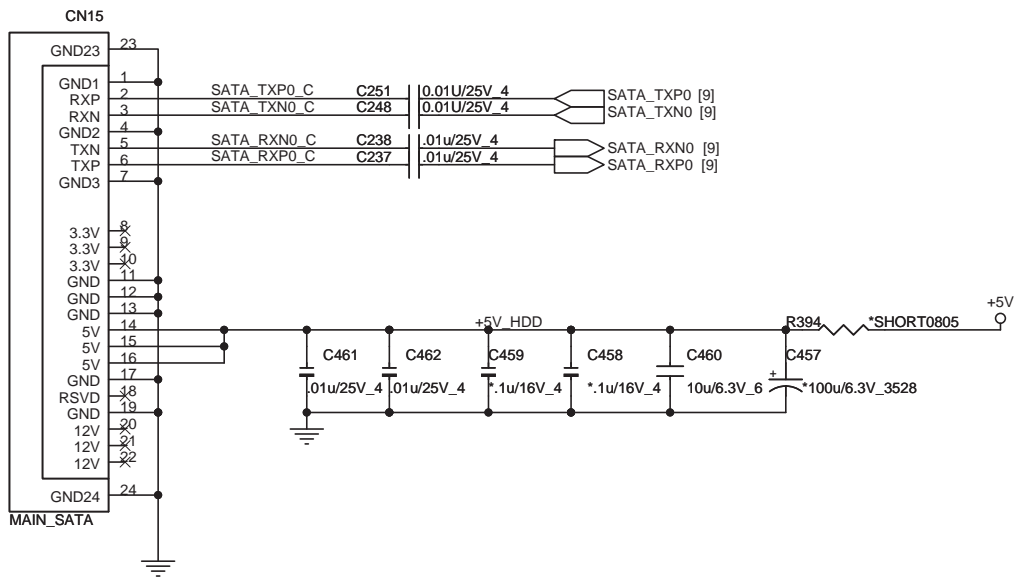 CN15
GND23 23
GND1 1
RXP 2 SATA_TXP0_C C251 0.01U/25V_4 SATA_TXP0 [9]
RXN 3 SATA_TXN0_C C248 0.01U/25V_4 SATA_TXN0 [9]
GND2 4
TXN 5 SATA_RXN0_C C238 .01u/25V_4 SATA_RXN0 [9]
TXP 6 SATA_RXP0_C C237 .01u/25V_4 SATA_RXP0 [9]
GND3 7
3.3V 8
3.3V 9
3.3V 10
GND 11
GND 12
GND 13
5V 14
5V 15
5V 16
GND 17
RSVD 18
GND 19
12V 20
12V 21
12V 22
GND24 24
MAIN_SATA
+5V_HDD
R394 *SHORT0805
+5V
C461 C462 C459 C458 C460 C457
.01u/25V_4 .01u/25V_4 *.1u/16V_4 *.1u/16V_4 10u/6.3V_6 + *100u/6.3V_3528